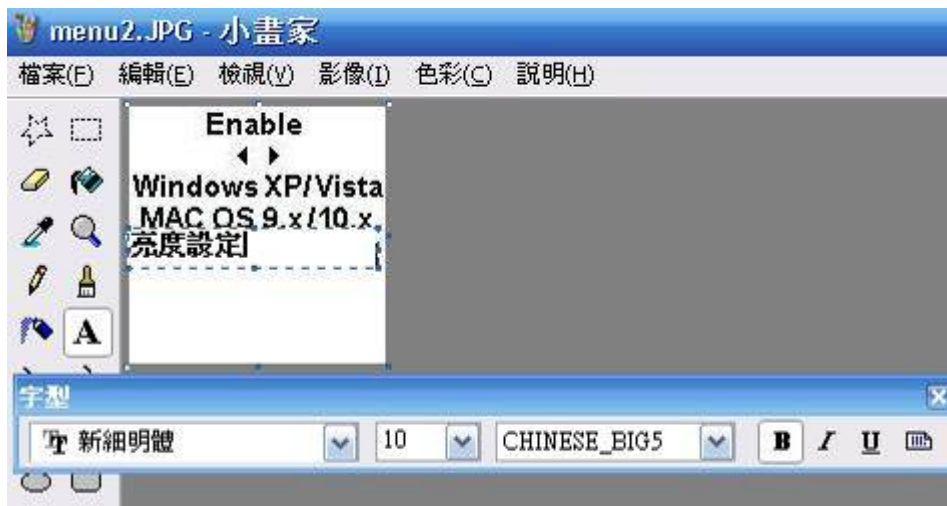 menu2.JPG - 小畫家
檔案(F) 編輯(E) 檢視(V) 影像(I) 色彩(C) 說明(H)
Enable
Windows XP/Vista
MAC OS 9.x/10.x
亮度設定
A
字型
新細明體 10 CHINESE_BIG5 B I U